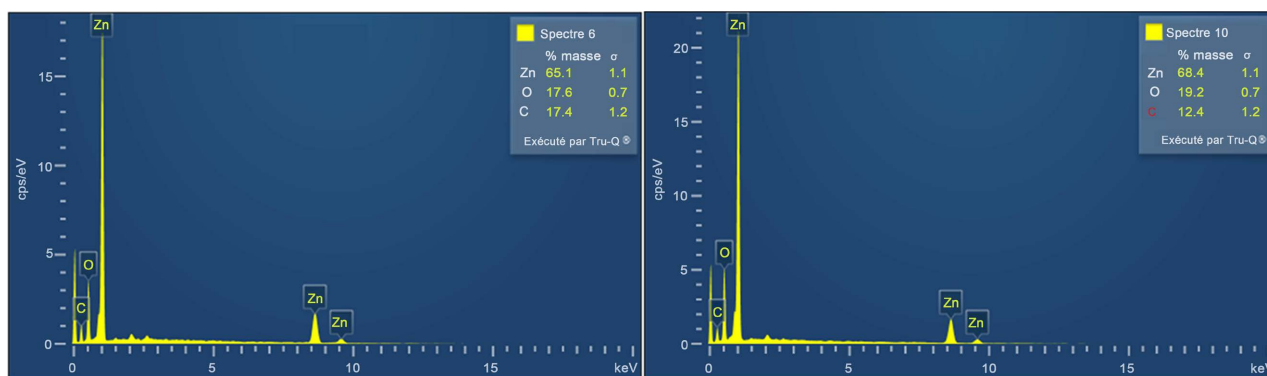 Zn
Spectre 6
% masse σ
Zn 65.1 1.1
O 17.6 0.7
C 17.4 1.2
Exécuté par Tru-Q®
15
10
cps/eV
5
O
C
Zn
Zn
0
0 5 10 15 keV
Zn
Spectre 10
% masse σ
Zn 68.4 1.1
O 19.2 0.7
C 12.4 1.2
Exécuté par Tru-Q®
20
15
10
cps/eV
5
O
C
Zn
Zn
0
0 5 10 15 keV